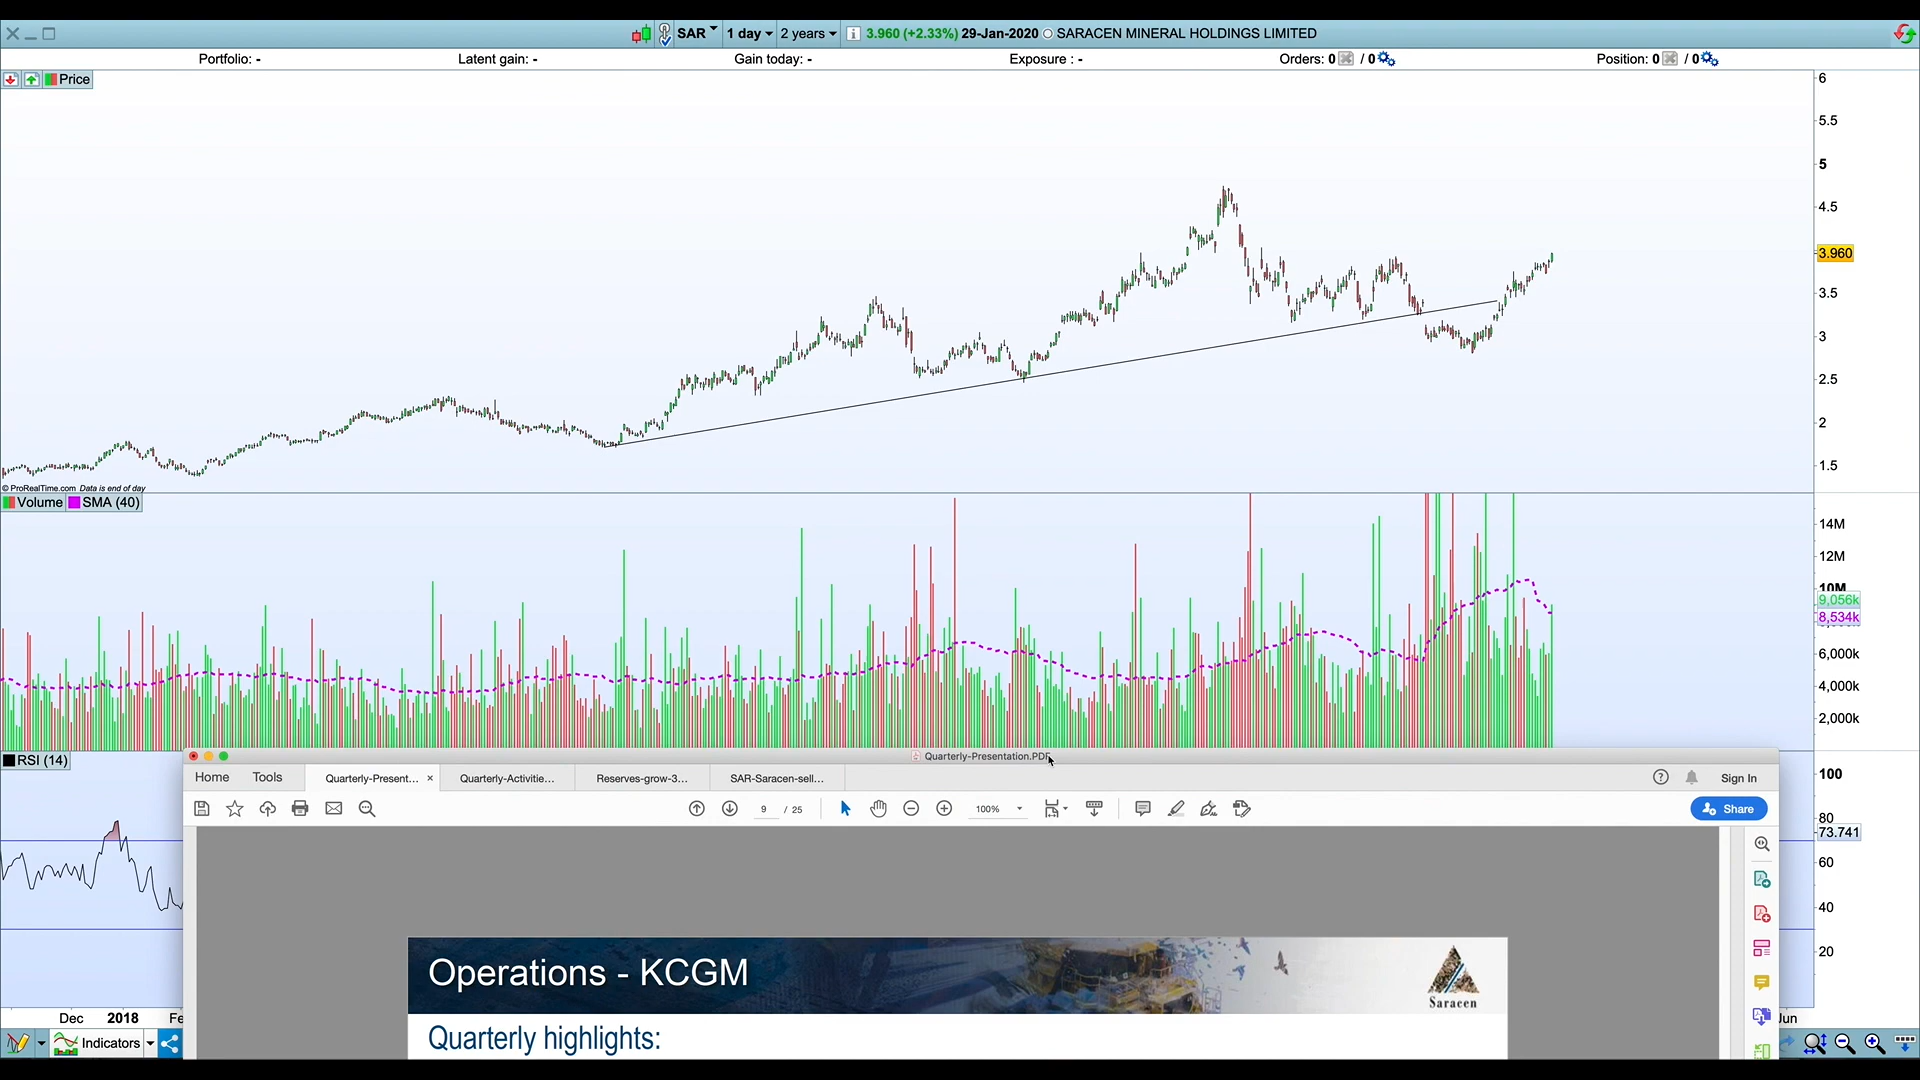 SAR 1 day 2 years 3.960 (+2.33%) 29-Jan-2020 SARACEN MINERAL HOLDINGS LIMITED
Portfolio: - Latent gain: - Gain today: - Exposure : - Orders: 0 / 0 Position: 0 / 0
Price
6
5.5
5
4.5
3.960
3.5
3
2.5
2
1.5
© ProRealTime.com Data is end of day
Volume SMA (40)
14M
12M
10M
9,056k
8,534k
6,000k
4,000k
2,000k
RSI (14)
100
80
73.741
60
40
20
Quarterly-Presentation.PDF
Home Tools Quarterly-Present... × Quarterly-Activitie... Reserves-grow-3... SAR-Saracen-sell... Sign In
9 / 25 100% Share
Operations - KCGM
Saracen
Quarterly highlights:
Dec 2018 Fe Jun
Indicators